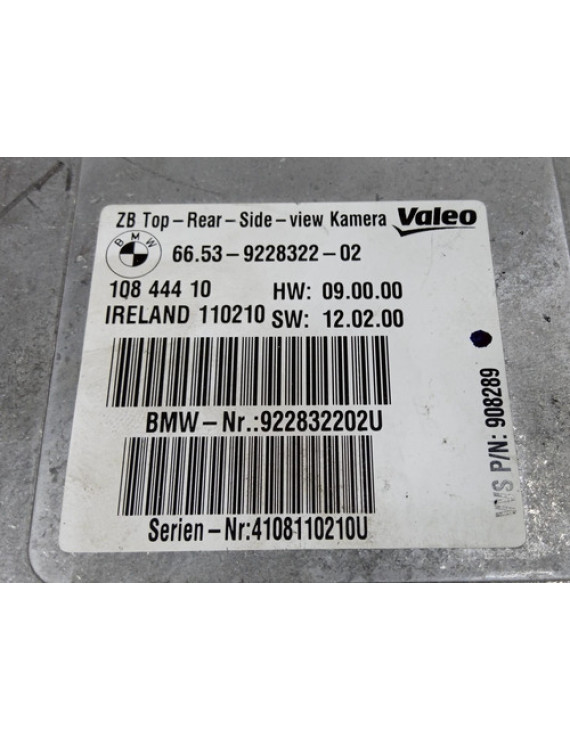 ZB Top-Rear-Side-view Kamera Valeo
BMW
66.53-9228322-02
108 444 10 HW: 09.00.00
IRELAND 110210 SW: 12.02.00
BMW-Nr.:922832202U
Serien-Nr:4108110210U
VVS P/N: 908289